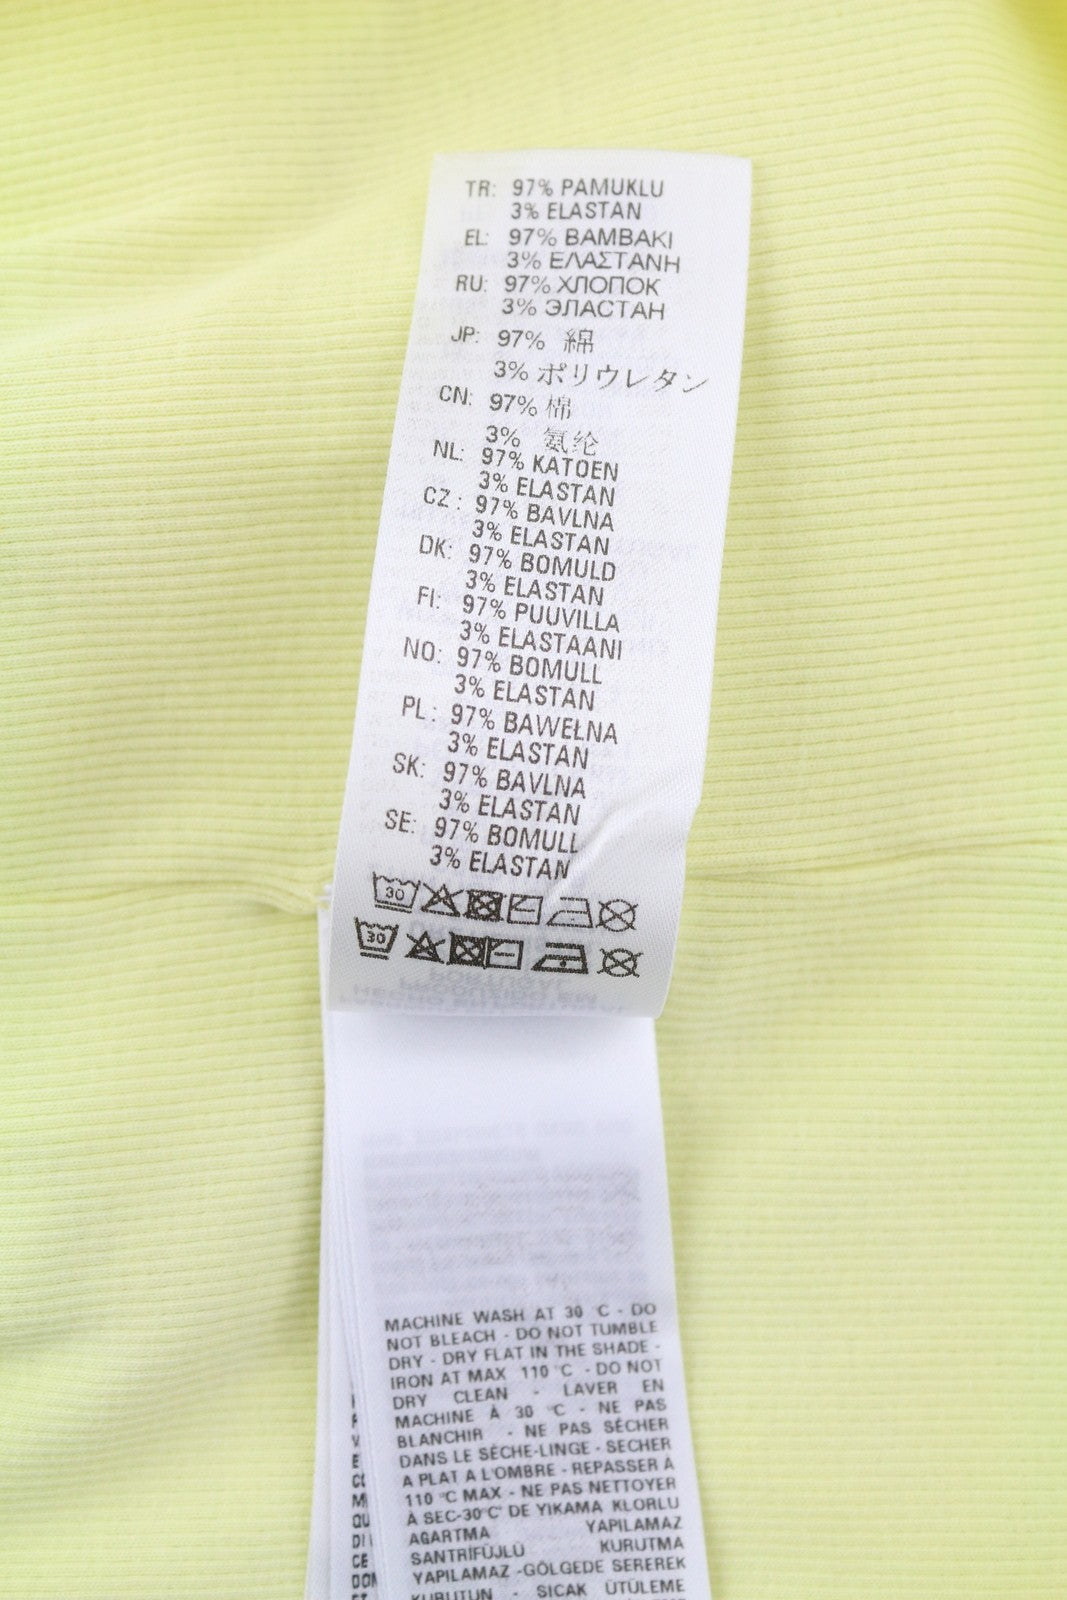 TR: 97% PAMUKLU
3% ELASTAN
EL: 97% ΒΑΜΒΑΚΙ
3% ΕΛΑΣΤΑΝΗ
RU: 97% ХЛОПОК
3% ЭЛАСТАН
JP: 97% 綿
3% ポリウレタン
CN: 97% 棉
3% 氨纶
NL: 97% KATOEN
3% ELASTAN
CZ : 97% BAVLNA
3% ELASTAN
DK: 97% BOMULD
3% ELASTAN
FI: 97% PUUVILLA
3% ELASTAANI
NO: 97% BOMULL
3% ELASTAN
PL : 97% BAWEŁNA
3% ELASTAN
SK: 97% BAVLNA
3% ELASTAN
SE: 97% BOMULL
3% ELASTAN
30
30
MACHINE WASH AT 30 °C - DO
NOT BLEACH - DO NOT TUMBLE
DRY - DRY FLAT IN THE SHADE -
IRON AT MAX 110 °C - DO NOT
DRY CLEAN - LAVER EN
MACHINE À 30 °C - NE PAS
BLANCHIR - NE PAS SÉCHER
DANS LE SÈCHE-LINGE - SECHER
A PLAT A L'OMBRE - REPASSER À
110 °C MAX - NE PAS NETTOYER
À SEC-30°C' DE YIKAMA KLORLU
AGARTMA YAPILAMAZ
SANTRİFÜJLÜ KURUTMA
YAPILAMAZ -GÖLGEDE SEREREK
KURUTUN - SICAK ÜTÜLEME